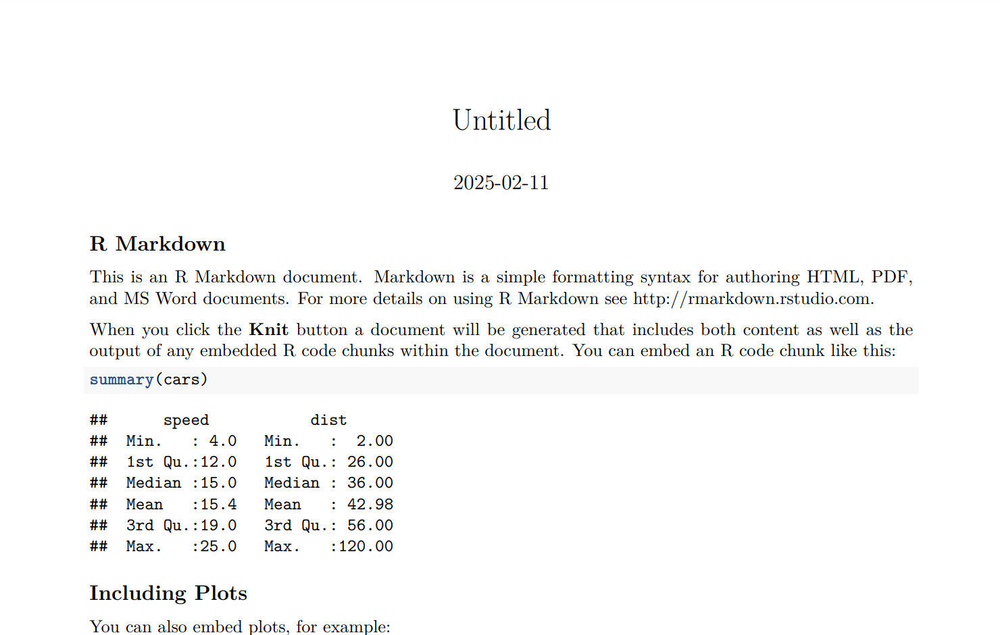 Untitled
2025-02-11
R Markdown
This is an R Markdown document. Markdown is a simple formatting syntax for authoring HTML, PDF,
and MS Word documents. For more details on using R Markdown see http://rmarkdown.rstudio.com.
When you click the Knit button a document will be generated that includes both content as well as the
output of any embedded R code chunks within the document. You can embed an R code chunk like this:
summary(cars)
##      speed           dist
##  Min.   : 4.0   Min.   :  2.00
##  1st Qu.:12.0   1st Qu.: 26.00
##  Median :15.0   Median : 36.00
##  Mean   :15.4   Mean   : 42.98
##  3rd Qu.:19.0   3rd Qu.: 56.00
##  Max.   :25.0   Max.   :120.00
Including Plots
You can also embed plots, for example: